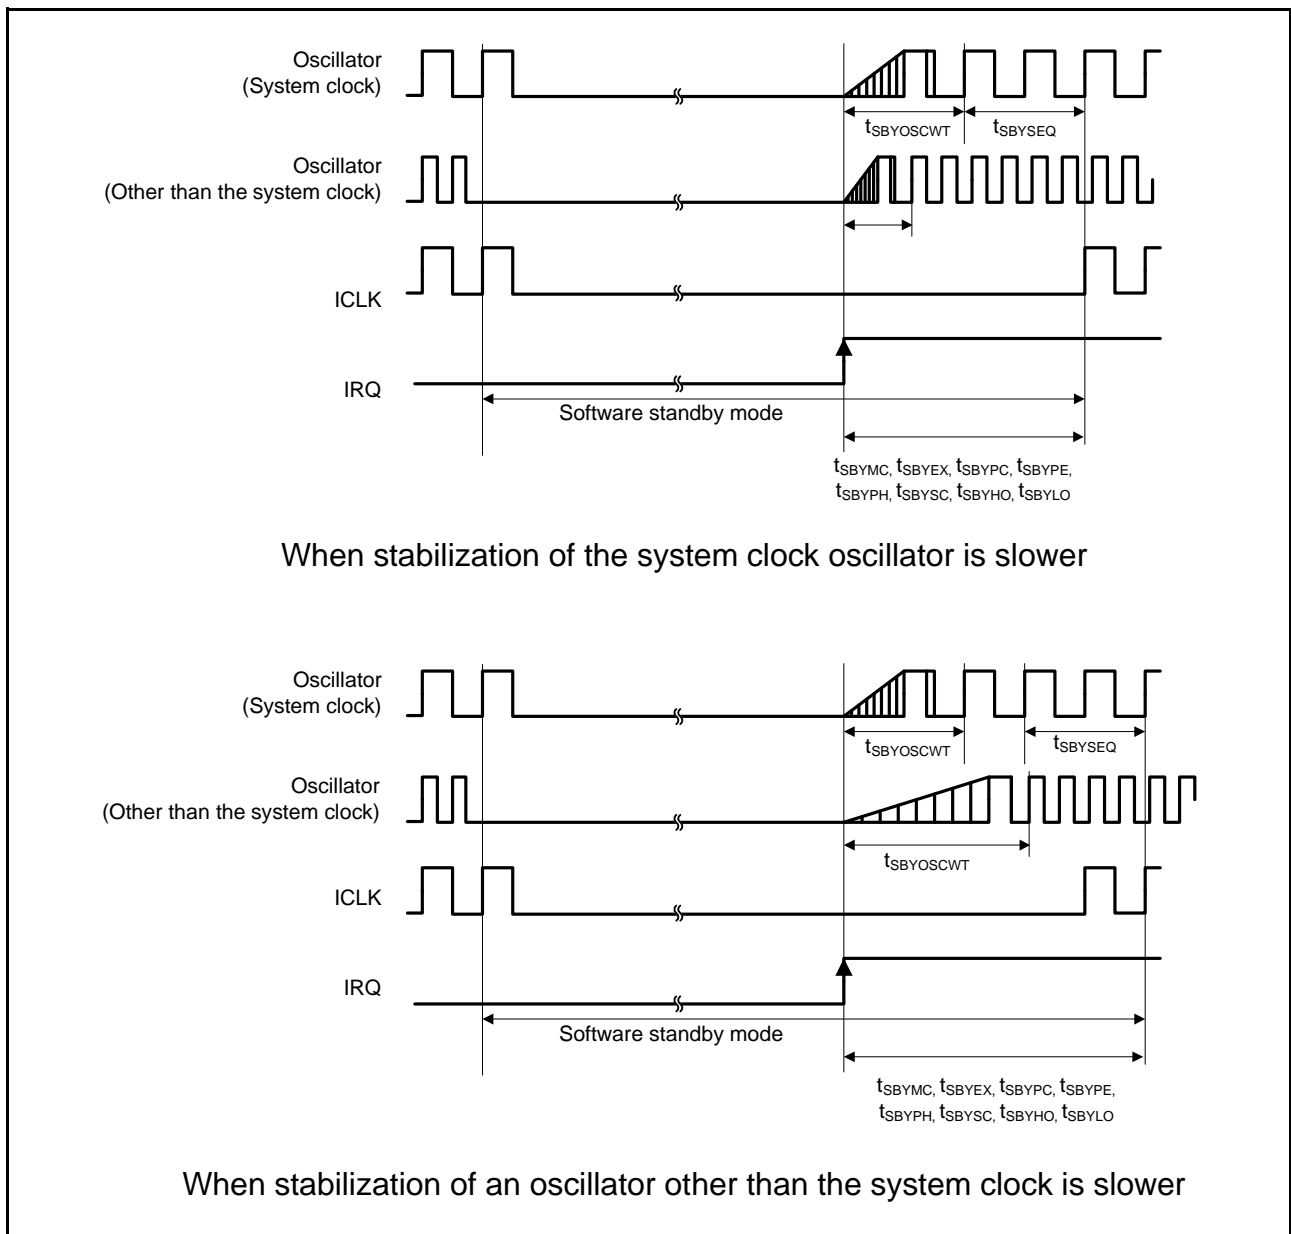 Oscillator
(System clock)
tSBYOSCWT
tSBYSEQ
Oscillator
(Other than the system clock)
ICLK
IRQ
Software standby mode
tSBYMC, tSBYEX, tSBYPC, tSBYPE,
tSBYPH, tSBYSC, tSBYHO, tSBYLO
When stabilization of the system clock oscillator is slower
Oscillator
(System clock)
tSBYOSCWT
tSBYSEQ
Oscillator
(Other than the system clock)
tSBYOSCWT
ICLK
IRQ
Software standby mode
tSBYMC, tSBYEX, tSBYPC, tSBYPE,
tSBYPH, tSBYSC, tSBYHO, tSBYLO
When stabilization of an oscillator other than the system clock is slower